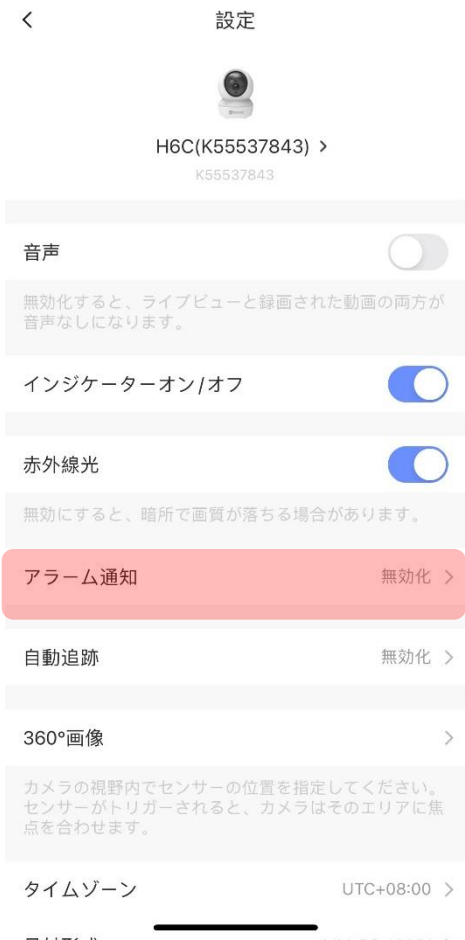 設定
H6C(K55537843)
K55537843
音声
無効化すると、ライブビューと録画された動画の両方が
音声なしになります。
インジケーターオン/オフ
赤外線光
無効にすると、暗所で画質が落ちる場合があります。
アラーム通知 無効化
自動追跡 無効化
360°画像
カメラの視野内でセンサーの位置を指定してください。
センサーがトリガーされると、カメラはそのエリアに焦
点を合わせます。
タイムゾーン UTC+08:00